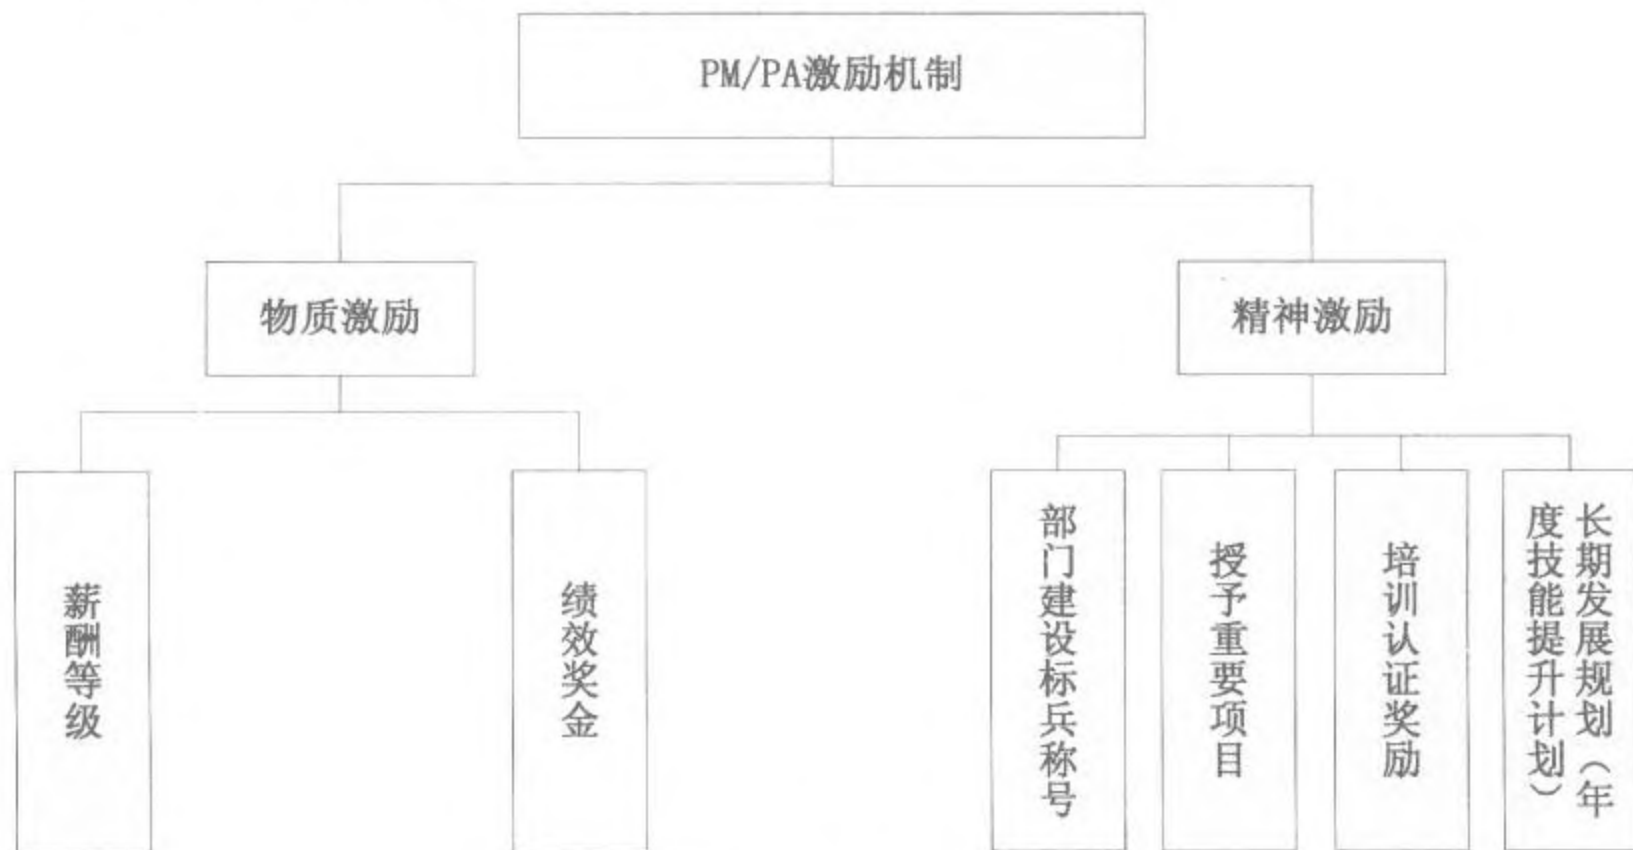 PM/PA激励机制
物质激励
精神激励
薪酬等级
绩效奖金
部门建设标兵称号
授予重要项目
培训认证奖励
长期发展规划（年
度技能提升计划）